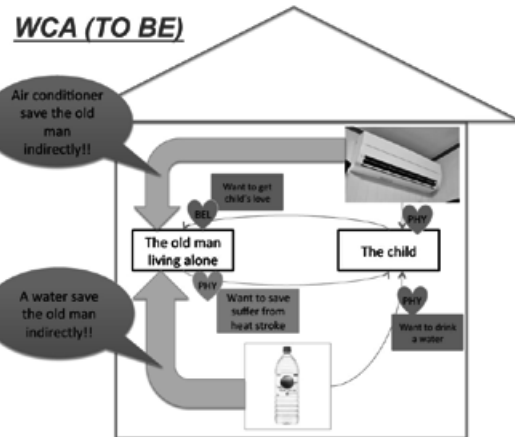 WCA (TO BE)
Air conditioner
save the old
man
indirectly!!
Want to get
child's love
BEL
PHY
The old man
living alone
The child
PHY
Want to save
suffer from
heat stroke
PHY
Want to drink
a water
A water save
the old man
indirectly!!